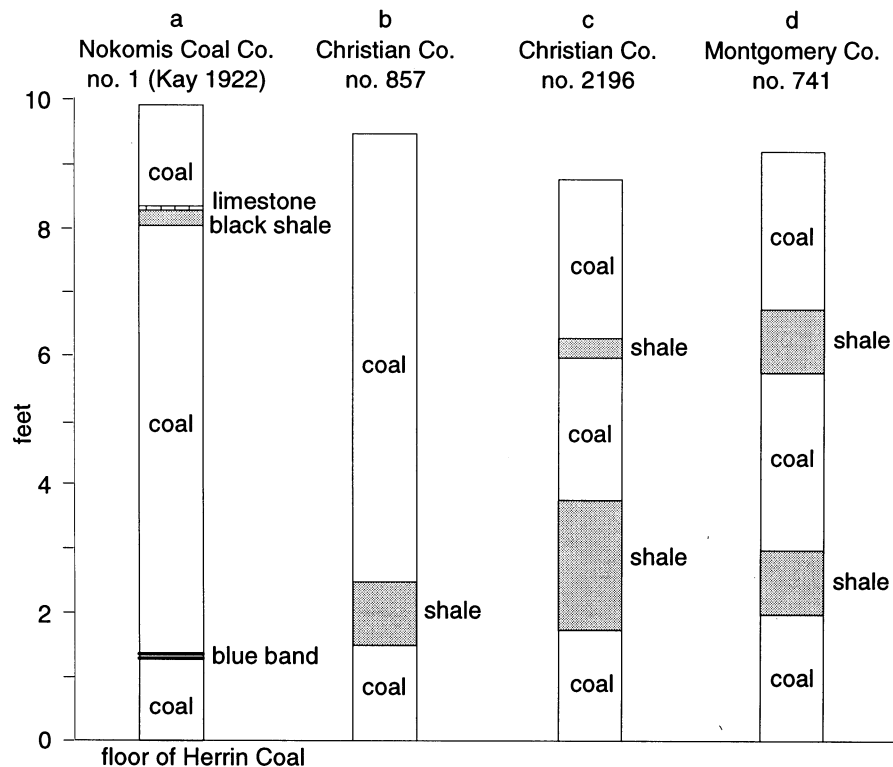 a
Nokomis Coal Co.
no. 1 (Kay 1922)
b
Christian Co.
no. 857
c
Christian Co.
no. 2196
d
Montgomery Co.
no. 741
10
8
6
4
2
0
feet
coal
limestone
black shale
coal
blue band
coal
floor of Herrin Coal
coal
shale
coal
coal
shale
coal
shale
coal
coal
shale
coal
shale
coal